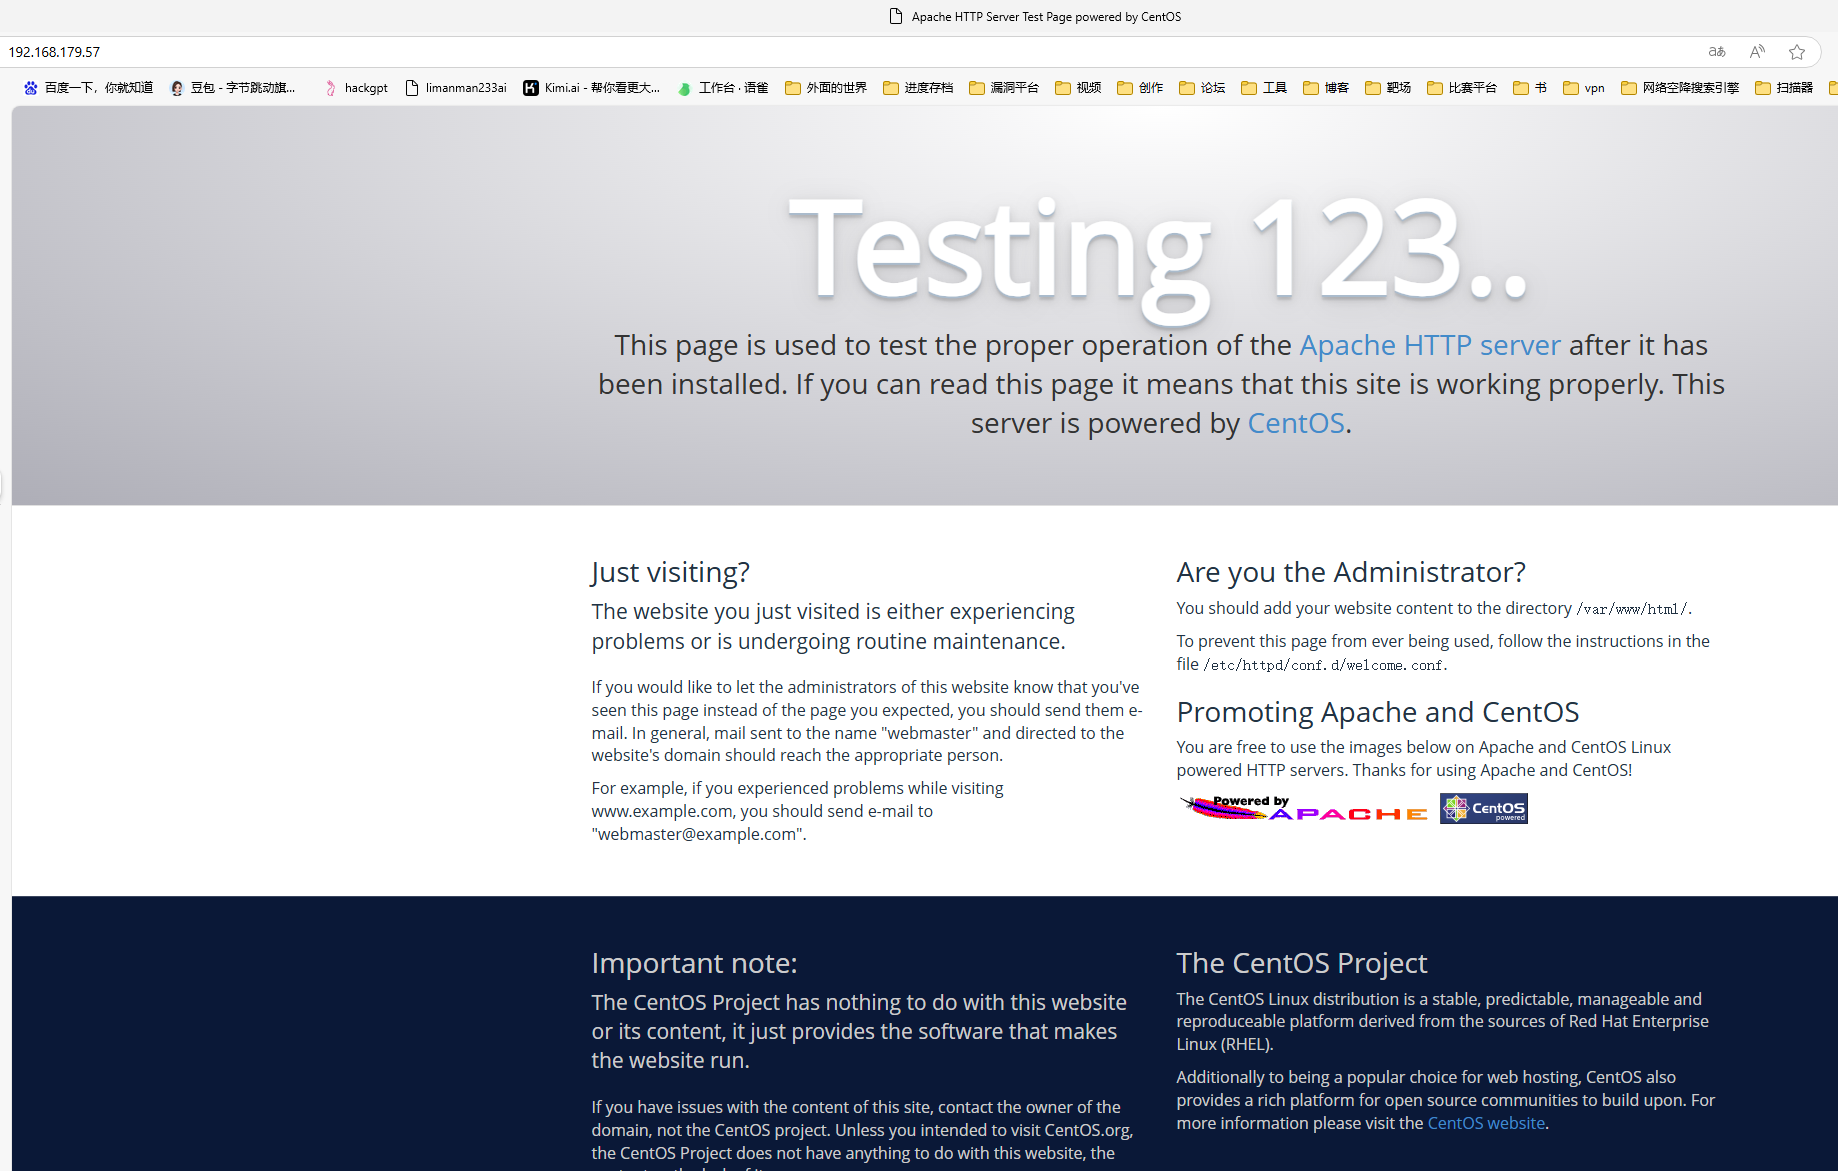 Apache HTTP Server Test Page powered by CentOS
192.168.179.57
百度一下，你就知道 豆包 - 字节跳动旗... hackgpt limanman233ai Kimi.ai - 帮你看更大... 工作台 · 语雀 外面的世界 进度存档 漏洞平台 视频 创作 论坛 工具 博客 靶场 比赛平台 书 vpn 网络空降搜索引擎 扫描器
Testing 123..
This page is used to test the proper operation of the Apache HTTP server after it has
been installed. If you can read this page it means that this site is working properly. This
server is powered by CentOS.
Just visiting?
The website you just visited is either experiencing
problems or is undergoing routine maintenance.
If you would like to let the administrators of this website know that you've
seen this page instead of the page you expected, you should send them e-
mail. In general, mail sent to the name "webmaster" and directed to the
website's domain should reach the appropriate person.
For example, if you experienced problems while visiting
www.example.com, you should send e-mail to
"webmaster@example.com".
Are you the Administrator?
You should add your website content to the directory /var/www/html/.
To prevent this page from ever being used, follow the instructions in the
file /etc/httpd/conf.d/welcome.conf.
Promoting Apache and CentOS
You are free to use the images below on Apache and CentOS Linux
powered HTTP servers. Thanks for using Apache and CentOS!
Powered by
APACHE
CentOS
powered
Important note:
The CentOS Project has nothing to do with this website
or its content, it just provides the software that makes
the website run.
If you have issues with the content of this site, contact the owner of the
domain, not the CentOS project. Unless you intended to visit CentOS.org,
the CentOS Project does not have anything to do with this website, the
The CentOS Project
The CentOS Linux distribution is a stable, predictable, manageable and
reproduceable platform derived from the sources of Red Hat Enterprise
Linux (RHEL).
Additionally to being a popular choice for web hosting, CentOS also
provides a rich platform for open source communities to build upon. For
more information please visit the CentOS website.